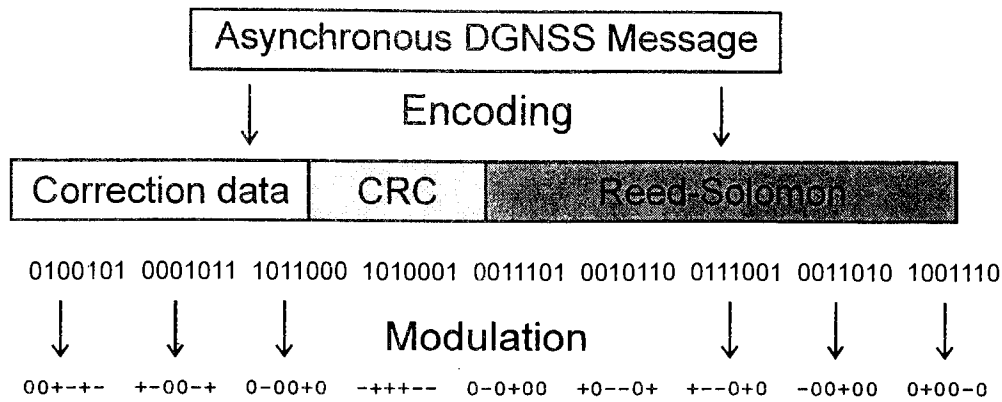 Asynchronous DGNSS Message
Encoding
Correction data CRC Reed-Solomon
0100101 0001011 1011000 1010001 0011101 0010110 0111001 0011010 1001110
Modulation
00+-+- +-00-+ 0-00+0 -+++-- 0-0+00 +0--0+ +--0+0 -00+00 0+00-0